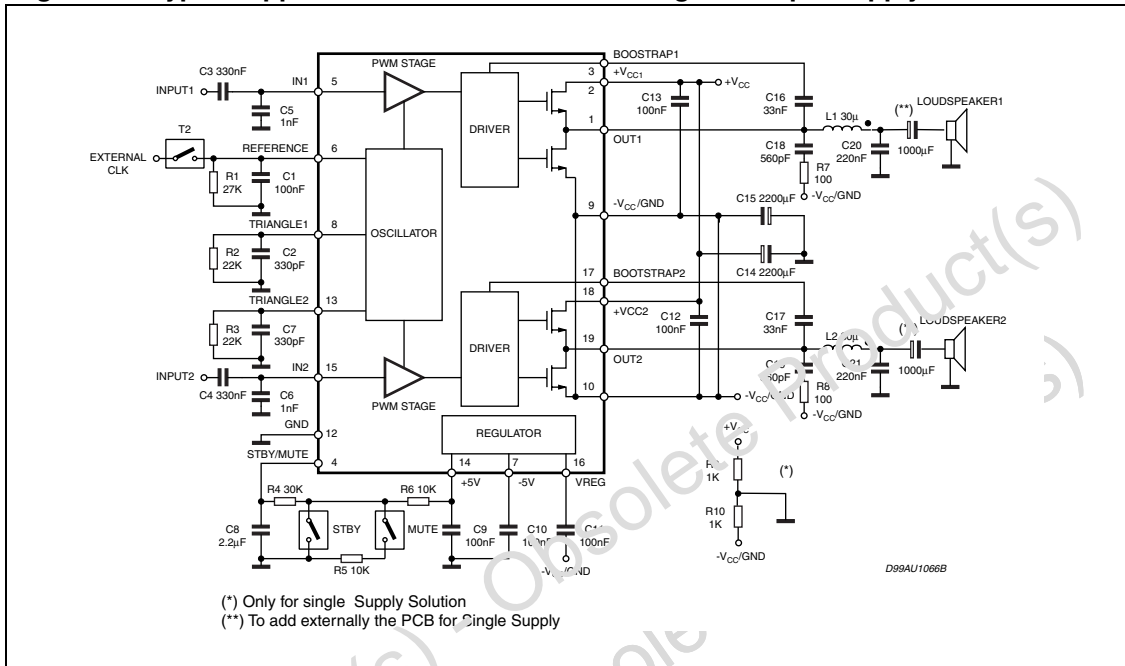 BOOSTRAP1
PWM STAGE
C3 330nF
INPUT1
IN1
5
C5
1nF
DRIVER
3
+VCC1
2
+VCC
C13
100nF
C16
33nF
1
OUT1
L1 30µ
(**)
LOUDSPEAKER1
1000µF
C18
560pF
C20
220nF
R7
100
-VCC/GND
T2
EXTERNAL
CLK
REFERENCE
6
R1
27K
C1
100nF
OSCILLATOR
9
-VCC/GND
C15 2200µF
C14 2200µF
TRIANGLE1
8
R2
22K
C2
330pF
17
BOOTSTRAP2
18
+VCC2
C12
100nF
C17
33nF
TRIANGLE2
13
R3
22K
C7
330pF
DRIVER
19
OUT2
LOUDSPEAKER2
1000µF
220nF
R8
100
-VCC/GND
INPUT2
C4 330nF
IN2
15
C6
1nF
PWM STAGE
10
GND
12
STBY/MUTE
4
REGULATOR
14
7
16
+5V
-5V
VREG
R4 30K
R6 10K
C8
2.2µF
STBY
MUTE
R5 10K
C9
100nF
C10
100nF
1K
(*)
R10
1K
-VCC/GND
D99AU1066B
(*) Only for single Supply Solution
(**) To add externally the PCB for Single Supply
Obsolete Product(s)